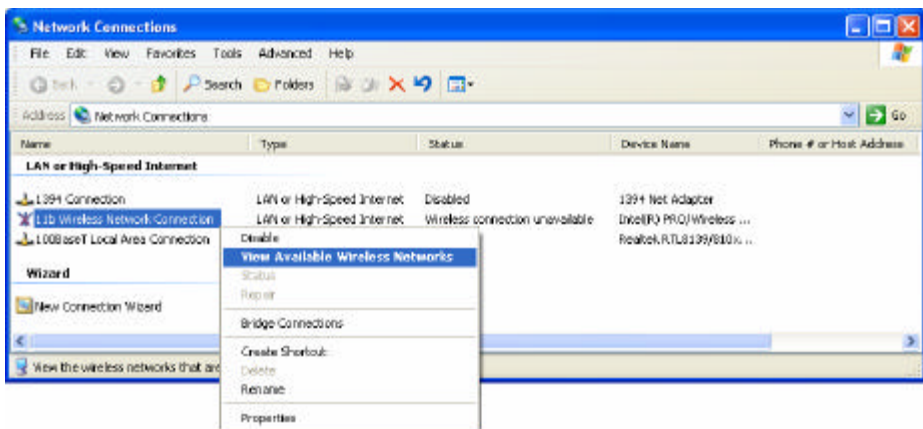 Network Connections
File Edit View Favorites Tools Advanced Help
Back Search Folders
Address Network Connections Go
Name Type Status Device Name Phone # or Host Address
LAN or High-Speed Internet
1394 Connection LAN or High-Speed Internet Disabled 1394 Net Adapter
11b Wireless Network Connection LAN or High-Speed Internet Wireless connection unavailable Intel(R) PRO/Wireless ...
100BaseT Local Area Connection Realtek RTL8139/810x...
Disable
View Available Wireless Networks
Wizard
Status
Repair
New Connection Wizard
Bridge Connections
Create Shortcut
View the wireless networks that are
Delete
Rename
Properties